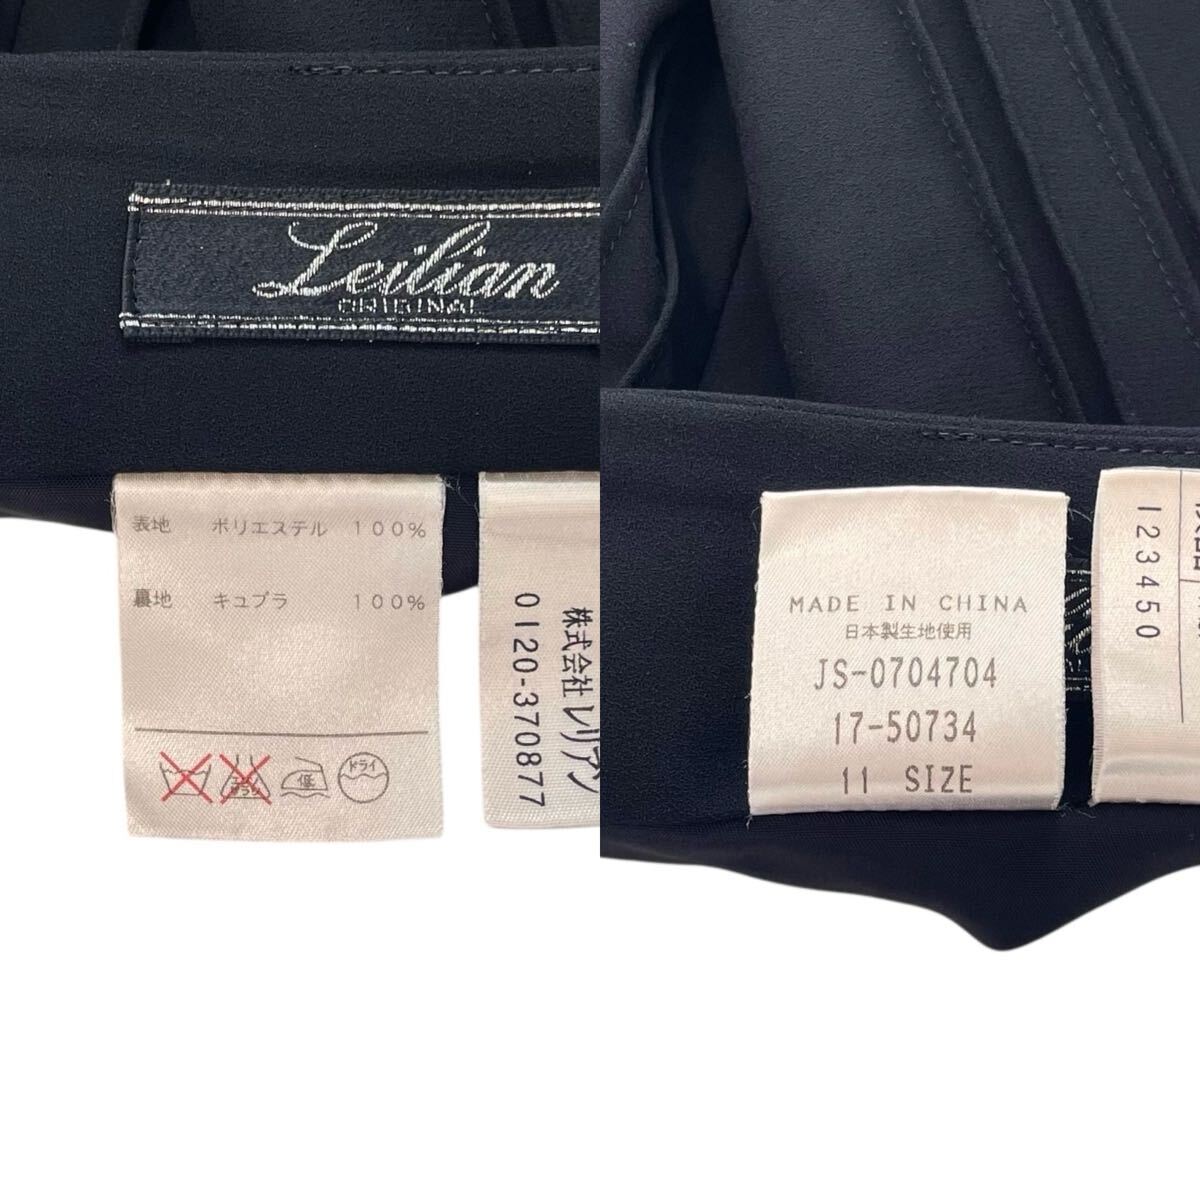 Leilian
ORIGINAL
表地 ポリエステル 100%
裏地 キュプラ 100%
低
ドライ
株式会社レリアン
0120-370877
MADE IN CHINA
日本製生地使用
JS-0704704
17-50734
11 SIZE
123450